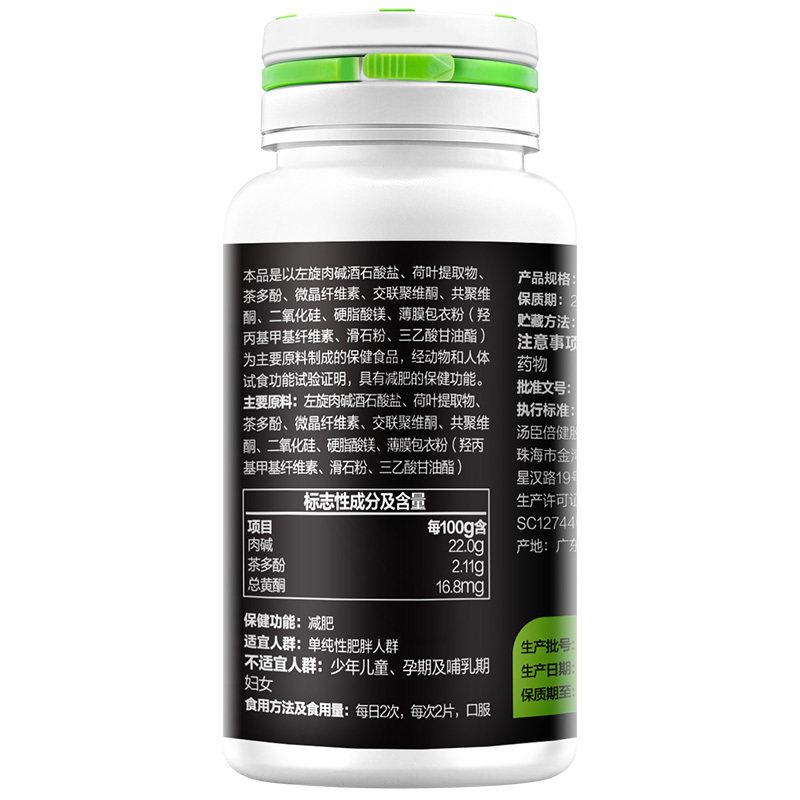 本品是以左旋肉碱酒石酸盐、荷叶提取物、
茶多酚、微晶纤维素、交联聚维酮、共聚维
酮、二氧化硅、硬脂酸镁、薄膜包衣粉（羟
丙基甲基纤维素、滑石粉、三乙酸甘油酯）
为主要原料制成的保健食品，经动物和人体
试食功能试验证明，具有减肥的保健功能。
主要原料：左旋肉碱酒石酸盐、荷叶提取物、
茶多酚、微晶纤维素、交联聚维酮、共聚维
酮、二氧化硅、硬脂酸镁、薄膜包衣粉（羟丙
基甲基纤维素、滑石粉、三乙酸甘油酯）
标志性成分及含量
项目 每100g含
肉碱 22.0g
茶多酚 2.11g
总黄酮 16.8mg
保健功能：减肥
适宜人群：单纯性肥胖人群
不适宜人群：少年儿童、孕期及哺乳期
妇女
食用方法及食用量：每日2次，每次2片，口服
产品规格：
保质期：2
贮藏方法：
注意事项
药物
批准文号：
执行标准：
汤臣倍健股
珠海市金湾
星汉路19号
生产许可证
SC12744
产地：广东
生产批号：
生产日期：
保质期至：